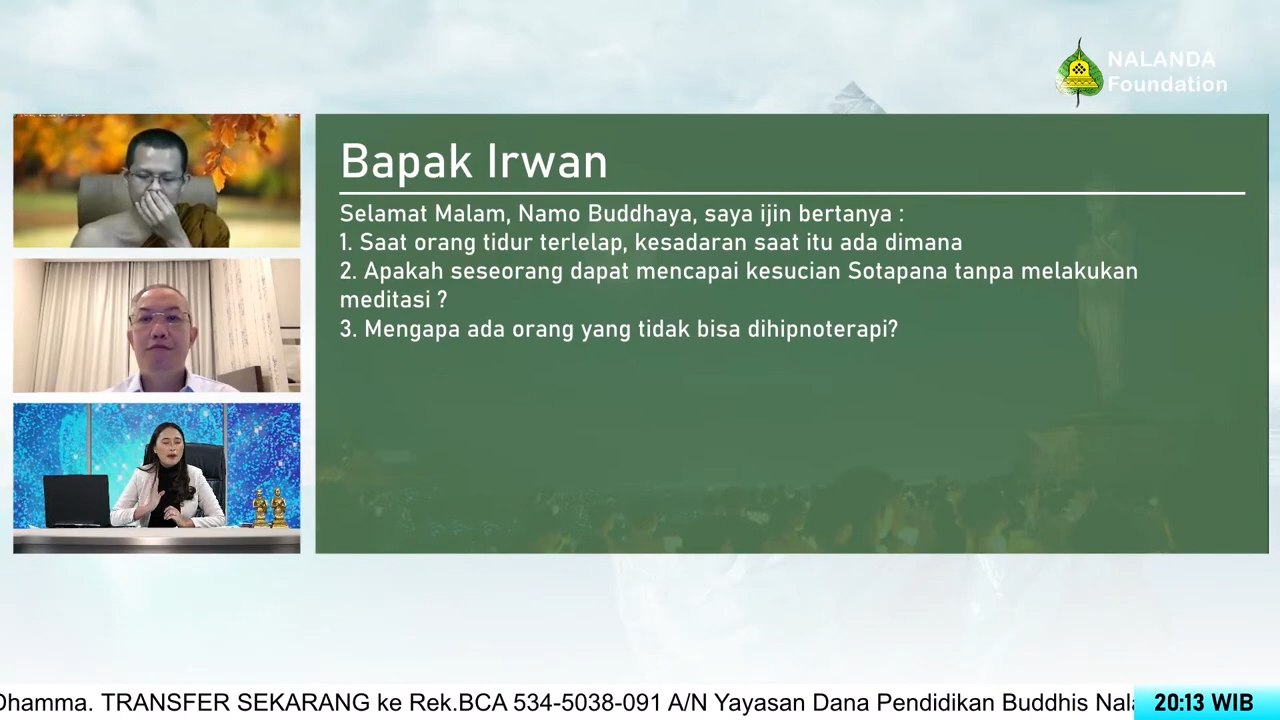 NALANDA
Foundation
Bapak Irwan
Selamat Malam, Namo Buddhaya, saya ijin bertanya :
1. Saat orang tidur terlelap, kesadaran saat itu ada dimana
2. Apakah seseorang dapat mencapai kesucian Sotapana tanpa melakukan
meditasi ?
3. Mengapa ada orang yang tidak bisa dihipnoterapi?
Dhamma. TRANSFER SEKARANG ke Rek.BCA 534-5038-091 A/N Yayasan Dana Pendidikan Buddhis Nala
20:13 WIB